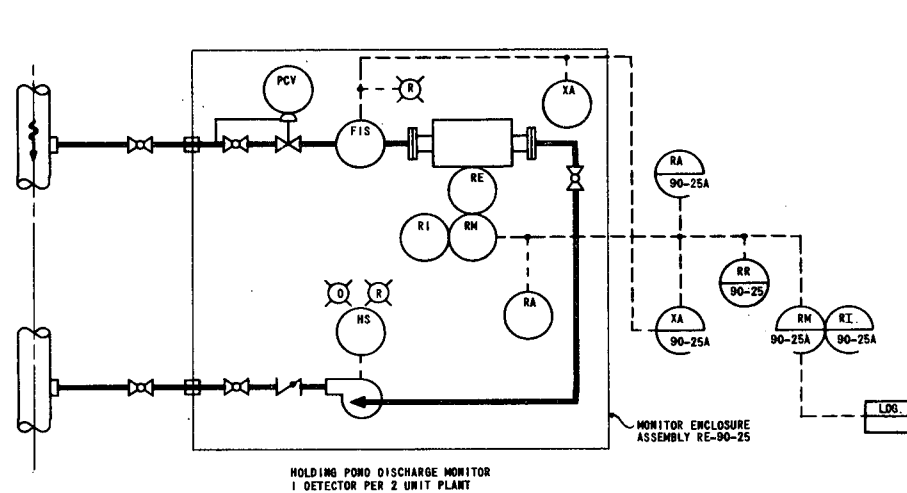 PCV
R
XA
FIS
RE
RA
90-25A
RI
RM
RR
90-25
RA
O
R
HS
XA
90-25A
RM
90-25A
RI.
90-25A
LOG.
MONITOR ENCLOSURE
ASSEMBLY RE-90-25
HOLDING POND DISCHARGE MONITOR
1 DETECTOR PER 2 UNIT PLANT